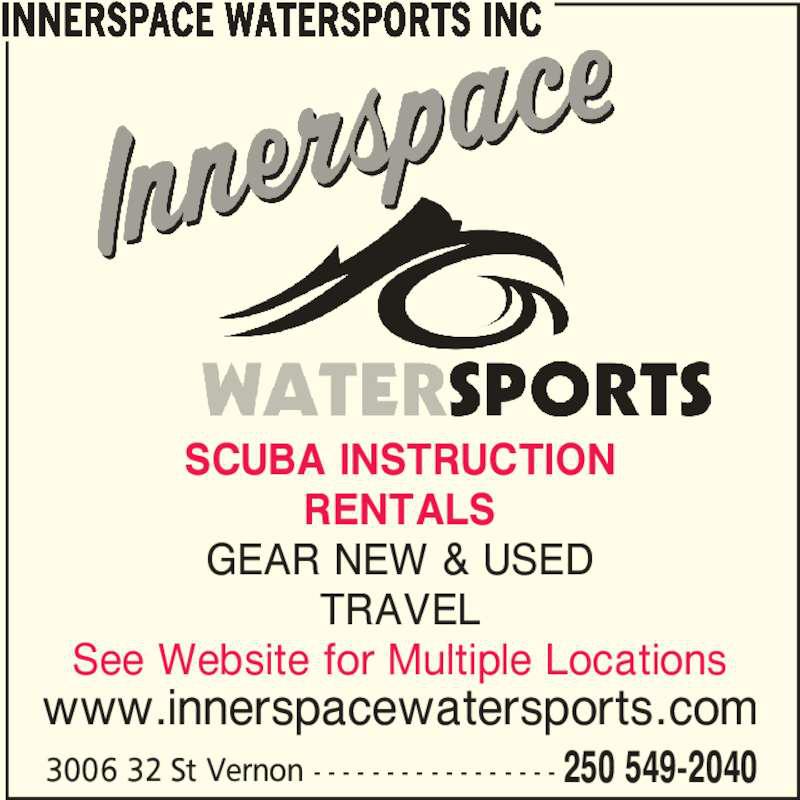 INNERSPACE WATERSPORTS INC
Innerspace
WATERSPORTS
SCUBA INSTRUCTION
RENTALS
GEAR NEW & USED
TRAVEL
See Website for Multiple Locations
www.innerspacewatersports.com
3006 32 St Vernon - - - - - - - - - - - - - - - - - 250 549-2040